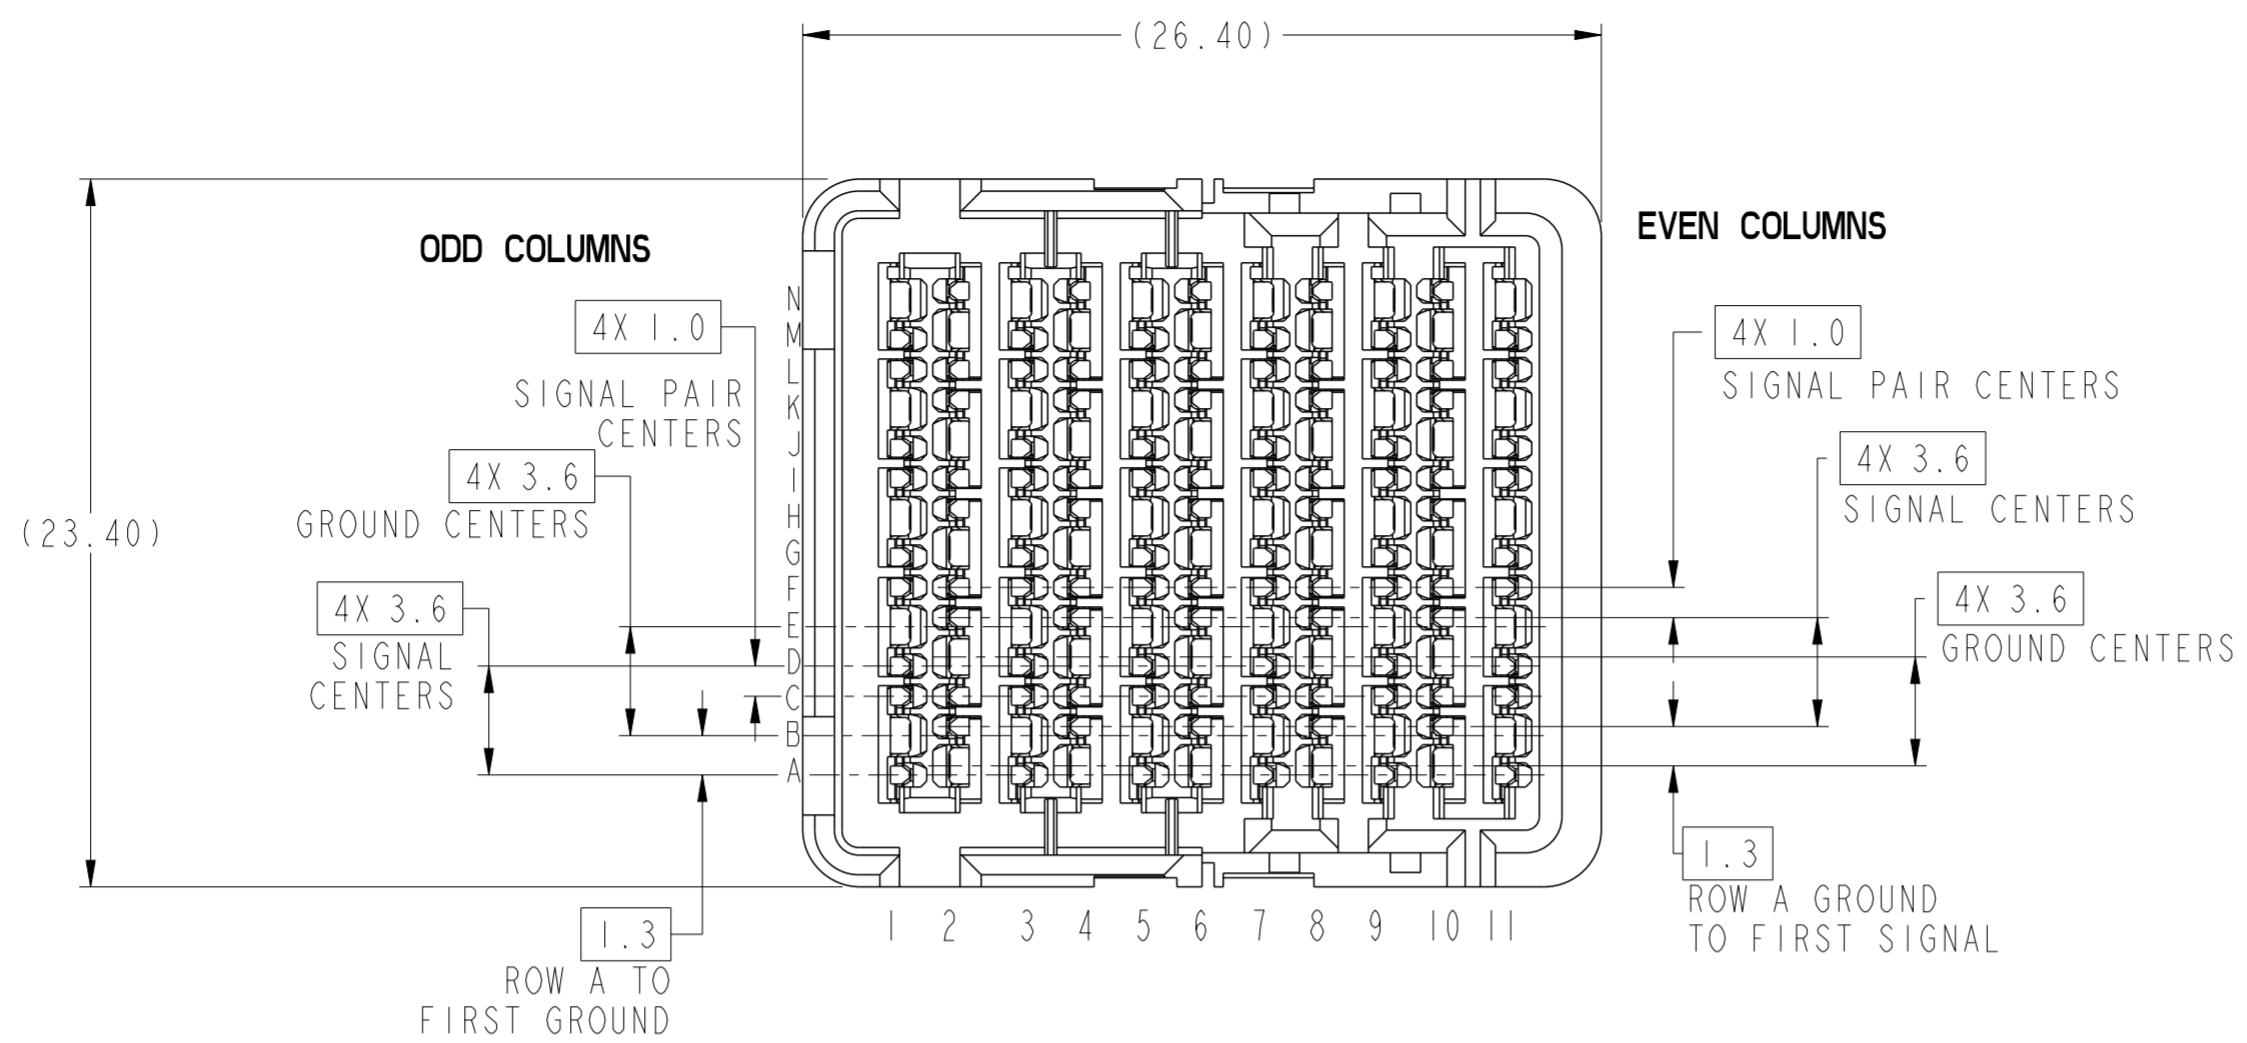 (26.40)
ODD COLUMNS
EVEN COLUMNS
4X 1.0
SIGNAL PAIR
CENTERS
4X 3.6
GROUND CENTERS
(23.40)
4X 3.6
SIGNAL
CENTERS
N
M
L
K
J
I
H
G
F
E
D
C
B
A
4X 1.0
SIGNAL PAIR CENTERS
4X 3.6
SIGNAL CENTERS
4X 3.6
GROUND CENTERS
1.3
ROW A GROUND
TO FIRST SIGNAL
1 2 3 4 5 6 7 8 9 10 11
1.3
ROW A TO
FIRST GROUND